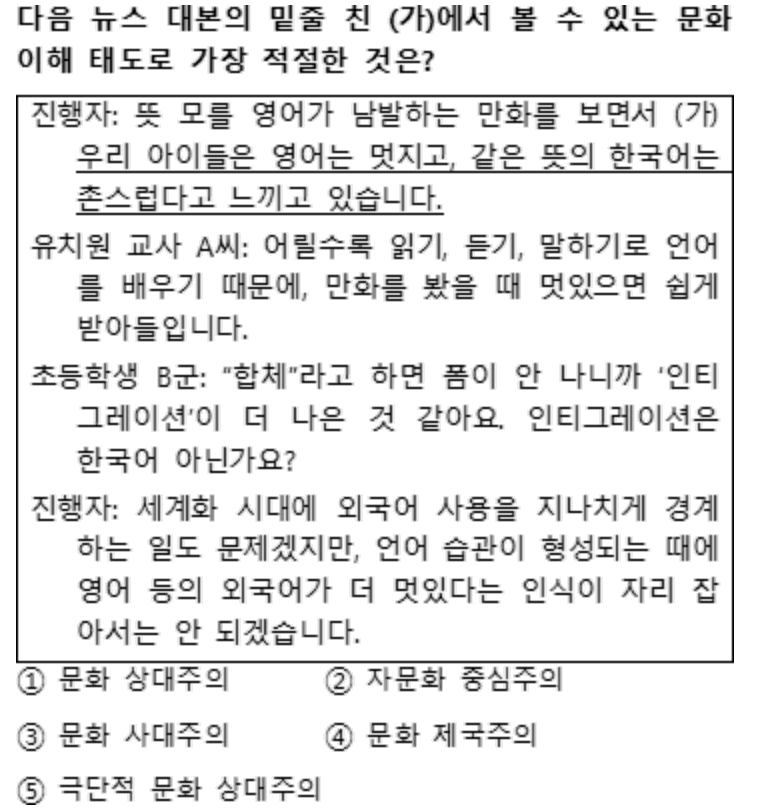 다음 뉴스 대본의 밑줄 친 (가)에서 볼 수 있는 문화
이해 태도로 가장 적절한 것은?
진행자: 뜻 모를 영어가 남발하는 만화를 보면서 (가)
우리 아이들은 영어는 멋지고, 같은 뜻의 한국어는
촌스럽다고 느끼고 있습니다.
유치원 교사 A씨: 어릴수록 읽기, 듣기, 말하기로 언어
를 배우기 때문에, 만화를 봤을 때 멋있으면 쉽게
받아들입니다.
초등학생 B군: “합체”라고 하면 폼이 안 나니까 ‘인티
그레이션’이 더 나은 것 같아요. 인티그레이션은
한국어 아닌가요?
진행자: 세계화 시대에 외국어 사용을 지나치게 경계
하는 일도 문제겠지만, 언어 습관이 형성되는 때에
영어 등의 외국어가 더 멋있다는 인식이 자리 잡
아서는 안 되겠습니다.
① 문화 상대주의 ② 자문화 중심주의
③ 문화 사대주의 ④ 문화 제국주의
⑤ 극단적 문화 상대주의